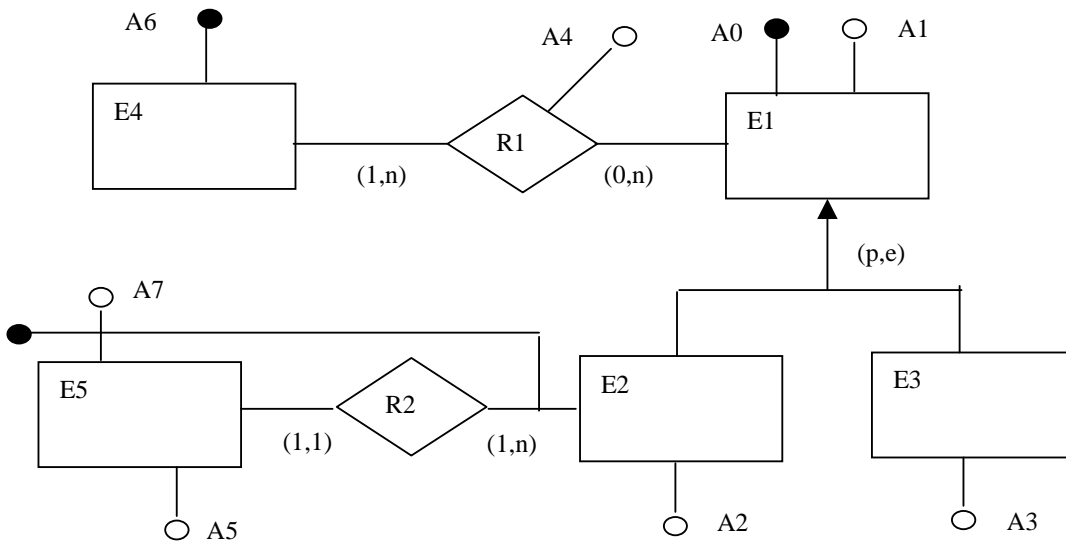 A6
A4
A0
A1
E4
R1
E1
(1,n)
(0,n)
(p,e)
A7
E5
R2
E2
E3
(1,1)
(1,n)
A5
A2
A3